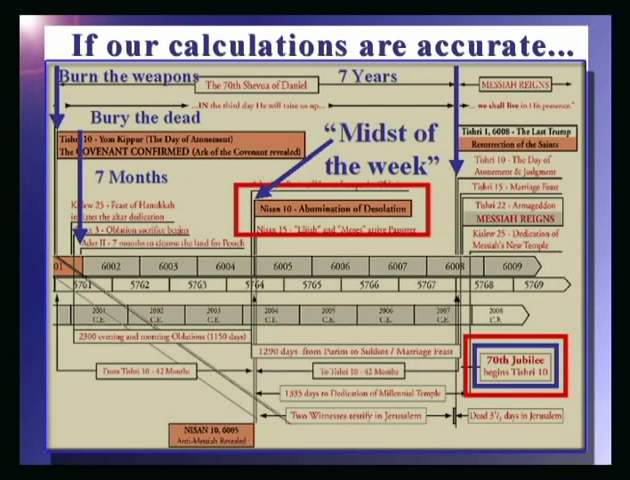 If our calculations are accurate...
Burn the weapons
The 70th Shevua of Daniel
7 Years
MESSIAH REIGNS
...IN the third day He will raise us up...
... we shall live in His presence."
Bury the dead
"Midst of
the week"
Tishri 10 - Yom Kippur (The Day of Atonement)
The COVENANT CONFIRMED (Ark of the Covenant revealed)
Tishri 1, 6008 - The Last Trump
Resurrection of the Saints
7 Months
Tishri 10 - The Day of
Atonement & Judgment
Tishri 15 - Marriage Feast
Kislew 25 - Feast of Hanukkah
initiates the altar dedication
3 - Oblation sacrifice begins
Adar II - 7 months to cleanse the land for Pesach
Nisan 10 - Abomination of Desolation
Nisan 15 - "Elijah" and "Moses" arrive Passover
Tishri 22 - Armageddon
MESSIAH REIGNS
Kislew 25 - Dedication of
Messiah's New Temple
01 6002 6003 6004 6005 6006 6007 6008 6009
5761 5762 5763 5764 5765 5766 5767 5768 5769
2001 C.E. 2002 C.E. 2003 C.E. 2004 C.E. 2005 C.E. 2006 C.E. 2007 C.E. 2008 C.E.
2300 evening and morning Oblations (1150 days)
1290 days from Purim to Sukkot / Marriage Feast
From Tishri 10 - 42 Months
To Tishri 10 - 42 Months
70th Jubilee
begins Tishri 10
1335 days to Dedication of Millennial Temple
Two Witnesses testify in Jerusalem
Dead 3½ days in Jerusalem
NISAN 10, 6005
Anti-Messiah Revealed